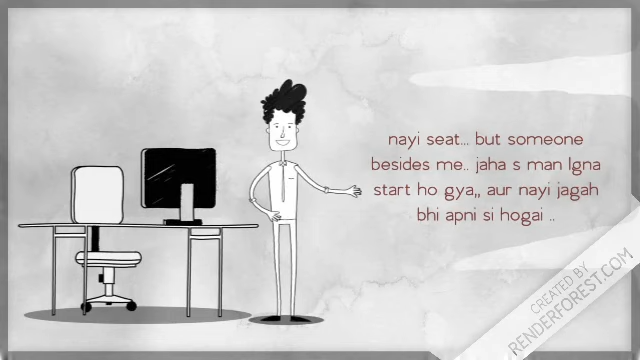 nayi seat... but someone
besides me.. jaha s man lgna
start ho gya,, aur nayi jagah
bhi apni si hogai ..
CREATED BY
RENDERFOREST.COM